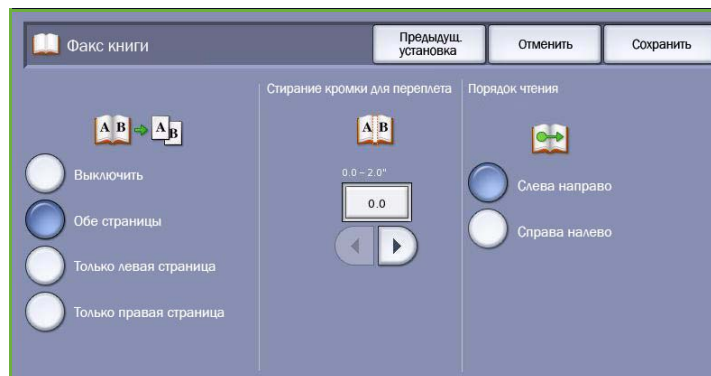 Факс книги
Предыдущ.
установка
Отменить
Сохранить
A B A B
Выключить
Обе страницы
Только левая страница
Только правая страница
Стирание кромки для переплета
A B
0.0 – 2.0"
0.0
Порядок чтения
Слева направо
Справа налево